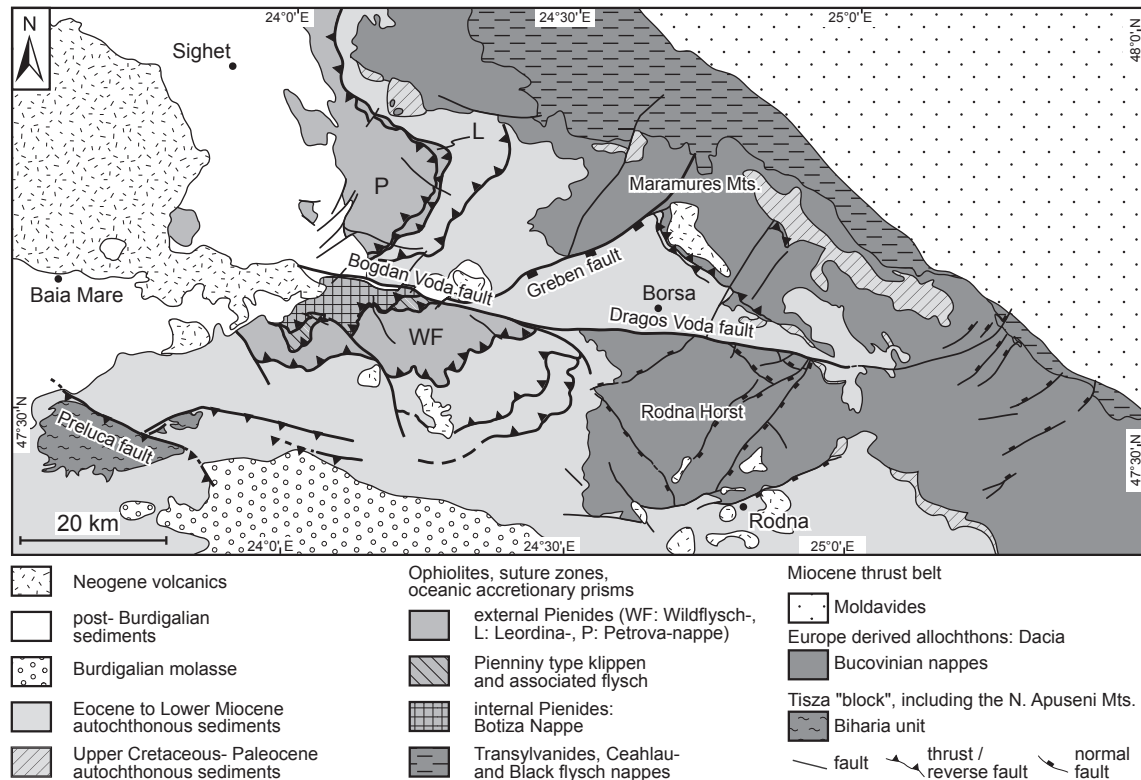 24°0'E
24°30'E
25°0'E
48°0'N
N
Sighet
L
P
Maramures Mts.
Bogdan Voda fault
Greben fault
Baia Mare
Borsa
Dragos Voda fault
WF
Rodna Horst
47°30'N
Preluca fault
47°30'N
20 km
Rodna
24°0'E
24°30'E
25°0'E
Neogene volcanics
post- Burdigalian
sediments
Burdigalian molasse
Eocene to Lower Miocene
autochthonous sediments
Upper Cretaceous- Paleocene
autochthonous sediments
Ophiolites, suture zones,
oceanic accretionary prisms
external Pienides (WF: Wildflysch-,
L: Leordina-, P: Petrova-nappe)
Pienniny type klippen
and associated flysch
internal Pienides:
Botiza Nappe
Transylvanides, Ceahlau-
and Black flysch nappes
Miocene thrust belt
Moldavides
Europe derived allochthons: Dacia
Bucovinian nappes
Tisza "block", including the N. Apuseni Mts.
Biharia unit
fault
thrust /
reverse fault
normal
fault